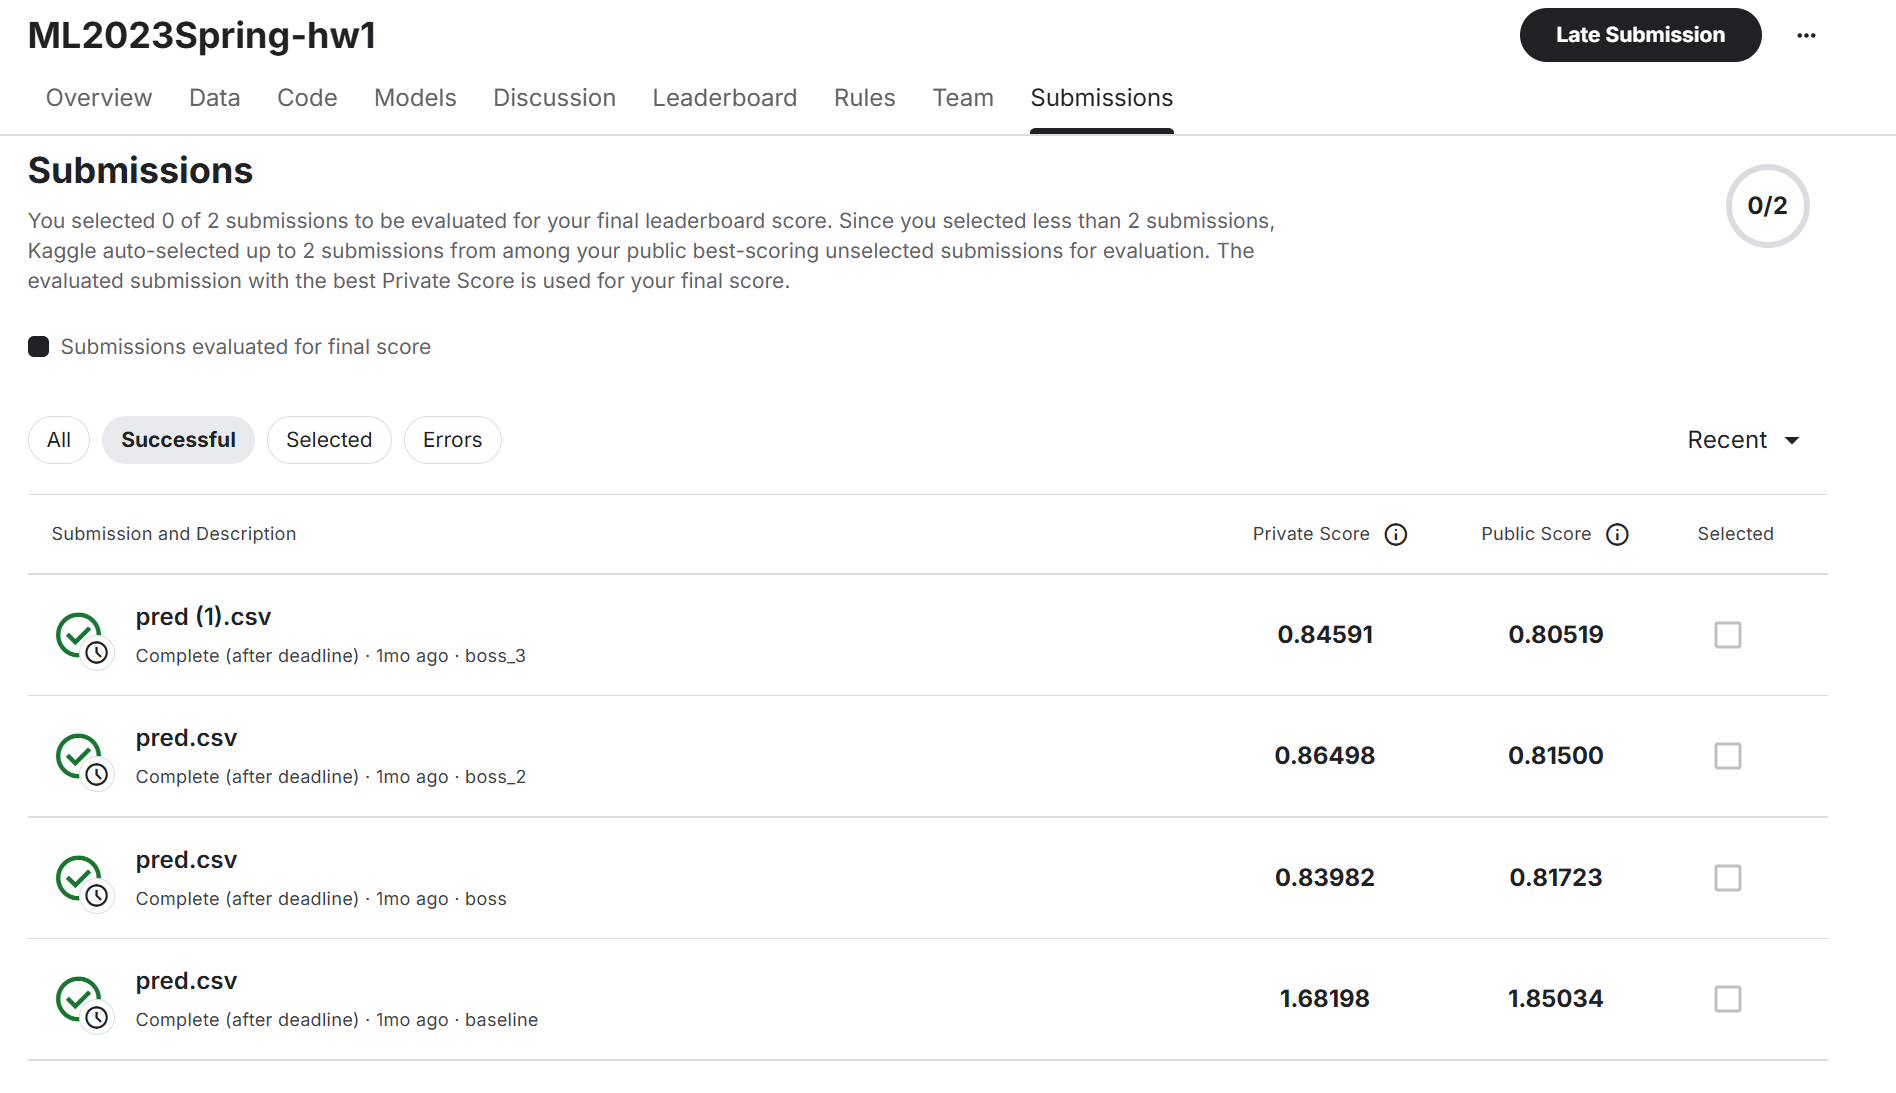 ML2023Spring-hw1
Late Submission
Overview Data Code Models Discussion Leaderboard Rules Team Submissions
Submissions
You selected 0 of 2 submissions to be evaluated for your final leaderboard score. Since you selected less than 2 submissions,
Kaggle auto-selected up to 2 submissions from among your public best-scoring unselected submissions for evaluation. The
evaluated submission with the best Private Score is used for your final score.
0/2
Submissions evaluated for final score
All Successful Selected Errors Recent
Submission and Description Private Score Public Score Selected
pred (1).csv
Complete (after deadline) · 1mo ago · boss_3
0.84591 0.80519
pred.csv
Complete (after deadline) · 1mo ago · boss_2
0.86498 0.81500
pred.csv
Complete (after deadline) · 1mo ago · boss
0.83982 0.81723
pred.csv
Complete (after deadline) · 1mo ago · baseline
1.68198 1.85034